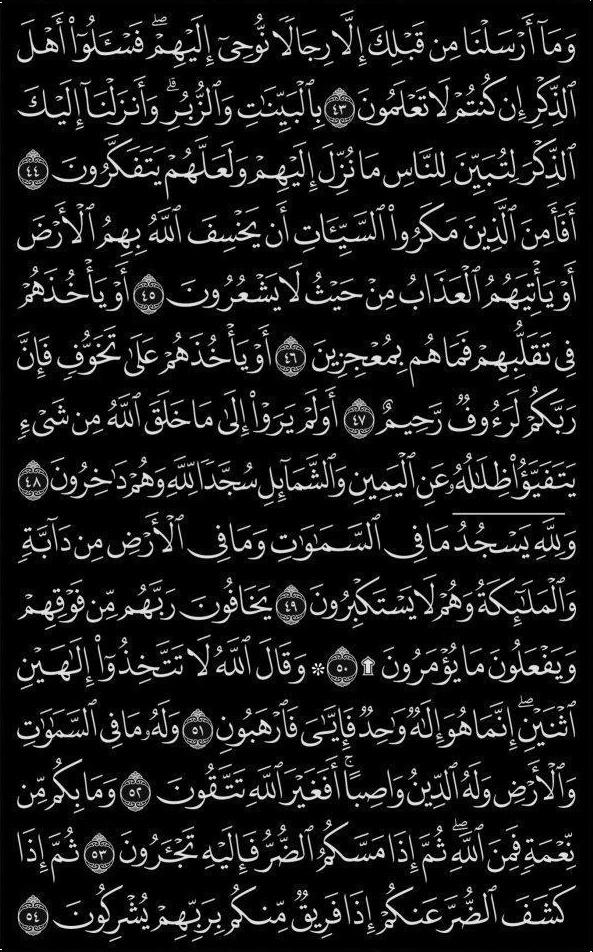 وَمَآ أَرْسَلْنَا مِن قَبْلِكَ إِلَّا رِجَالًا نُّوحِىٓ إِلَيْهِمْ ۖ فَسْـَٔلُوٓا۟ أَهْلَ
ٱلذِّكْرِ إِن كُنتُمْ لَا تَعْلَمُونَ ٤٣ بِٱلْبَيِّنَـٰتِ وَٱلزُّبُرِ ۗ وَأَنزَلْنَآ إِلَيْكَ
ٱلذِّكْرَ لِتُبَيِّنَ لِلنَّاسِ مَا نُزِّلَ إِلَيْهِمْ وَلَعَلَّهُمْ يَتَفَكَّرُونَ ٤٤
أَفَأَمِنَ ٱلَّذِينَ مَكَرُوا۟ ٱلسَّيِّـَٔاتِ أَن يَخْسِفَ ٱللَّهُ بِهِمُ ٱلْأَرْضَ
أَوْ يَأْتِيَهُمُ ٱلْعَذَابُ مِنْ حَيْثُ لَا يَشْعُرُونَ ٤٥ أَوْ يَأْخُذَهُمْ
فِى تَقَلُّبِهِمْ فَمَا هُم بِمُعْجِزِينَ ٤٦ أَوْ يَأْخُذَهُمْ عَلَىٰ تَخَوُّفٍ فَإِنَّ
رَبَّكُمْ لَرَءُوفٌ رَّحِيمٌ ٤٧ أَوَلَمْ يَرَوْا۟ إِلَىٰ مَا خَلَقَ ٱللَّهُ مِن شَىْءٍ
يَتَفَيَّؤُا۟ ظِلَـٰلُهُۥ عَنِ ٱلْيَمِينِ وَٱلشَّمَآئِلِ سُجَّدًا لِّلَّهِ وَهُمْ دَٰخِرُونَ ٤٨
وَلِلَّهِ يَسْجُدُ مَا فِى ٱلسَّمَـٰوَٰتِ وَمَا فِى ٱلْأَرْضِ مِن دَآبَّةٍ
وَٱلْمَلَـٰٓئِكَةُ وَهُمْ لَا يَسْتَكْبِرُونَ ٤٩ يَخَافُونَ رَبَّهُم مِّن فَوْقِهِمْ
وَيَفْعَلُونَ مَا يُؤْمَرُونَ ۩ ٥٠ ۞ وَقَالَ ٱللَّهُ لَا تَتَّخِذُوٓا۟ إِلَـٰهَيْنِ
ٱثْنَيْنِ ۖ إِنَّمَا هُوَ إِلَـٰهٌ وَٰحِدٌ فَإِيَّـٰىَ فَٱرْهَبُونِ ٥١ وَلَهُۥ مَا فِى ٱلسَّمَـٰوَٰتِ
وَٱلْأَرْضِ وَلَهُ ٱلدِّينُ وَاصِبًا ۚ أَفَغَيْرَ ٱللَّهِ تَتَّقُونَ ٥٢ وَمَا بِكُم مِّن
نِّعْمَةٍ فَمِنَ ٱللَّهِ ۖ ثُمَّ إِذَا مَسَّكُمُ ٱلضُّرُّ فَإِلَيْهِ تَجْـَٔرُونَ ٥٣ ثُمَّ إِذَا
كَشَفَ ٱلضُّرَّ عَنكُمْ إِذَا فَرِيقٌ مِّنكُم بِرَبِّهِمْ يُشْرِكُونَ ٥٤